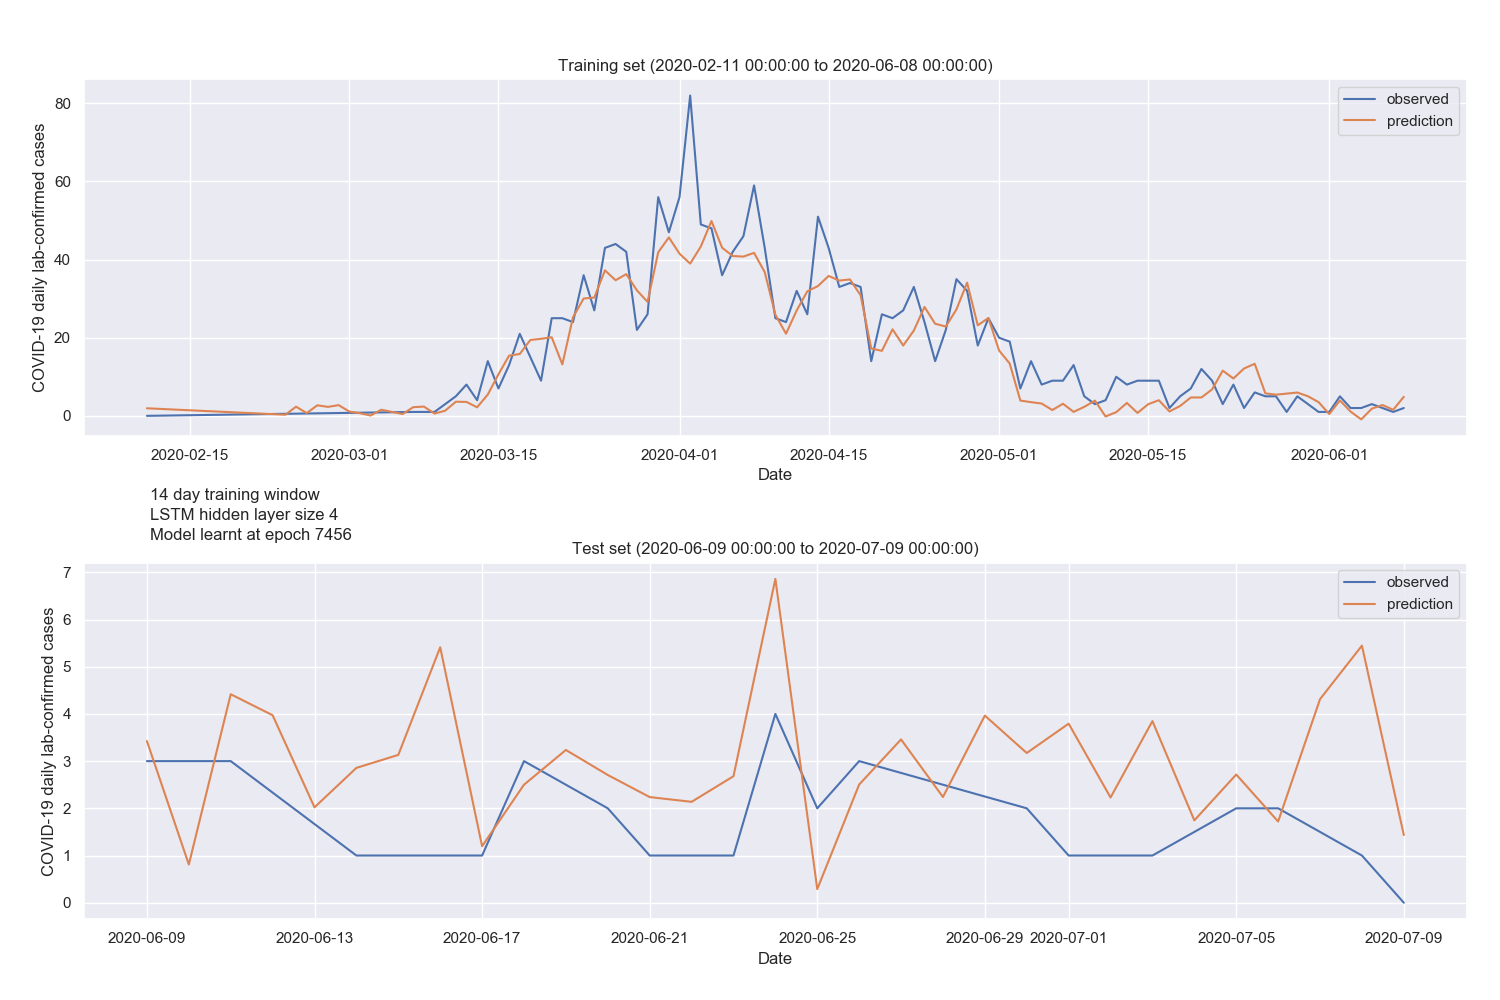 Training set (2020-02-11 00:00:00 to 2020-06-08 00:00:00)
COVID-19 daily lab-confirmed cases
80
60
40
20
0
observed
prediction
2020-02-15 2020-03-01 2020-03-15 2020-04-01 2020-04-15 2020-05-01 2020-05-15 2020-06-01
Date
14 day training window
LSTM hidden layer size 4
Model learnt at epoch 7456
Test set (2020-06-09 00:00:00 to 2020-07-09 00:00:00)
COVID-19 daily lab-confirmed cases
7
6
5
4
3
2
1
0
observed
prediction
2020-06-09 2020-06-13 2020-06-17 2020-06-21 2020-06-25 2020-06-29 2020-07-01 2020-07-05 2020-07-09
Date